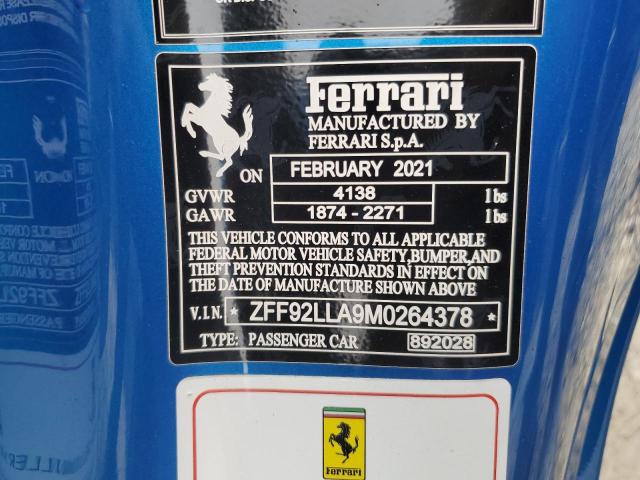 Ferrari
MANUFACTURED BY
FERRARI S.p.A.
ON FEBRUARY 2021
GVWR 4138 lbs
GAWR 1874 - 2271 lbs
THIS VEHICLE CONFORMS TO ALL APPLICABLE
FEDERAL MOTOR VEHICLE SAFETY,BUMPER,AND
THEFT PREVENTION STANDARDS IN EFFECT ON
THE DATE OF MANUFACTURE SHOWN ABOVE
V.I.N. * ZFF92LLA9M0264378 *
TYPE: PASSENGER CAR 892028
Ferrari